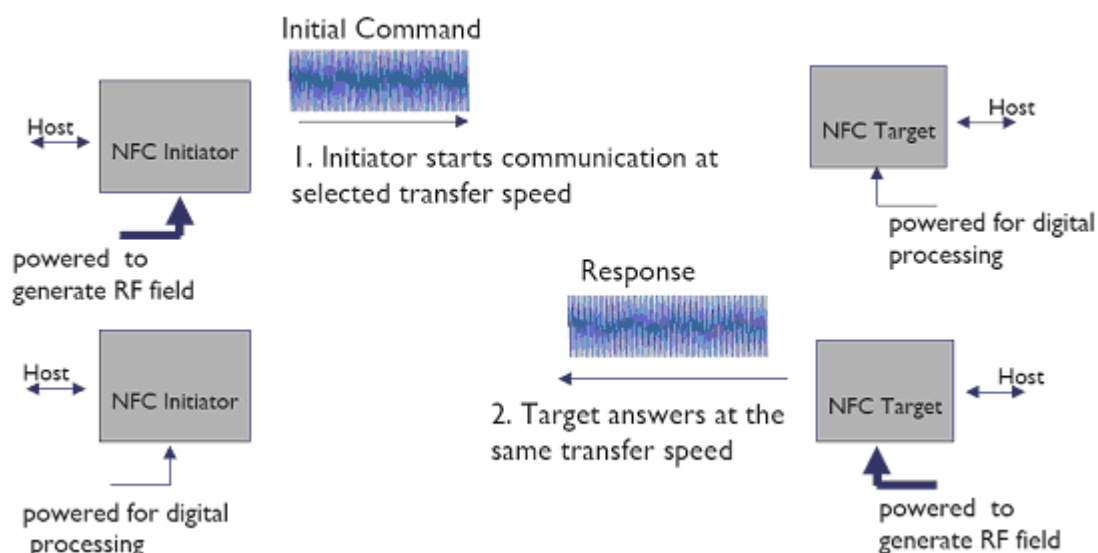 Initial Command
Host
NFC Initiator
1. Initiator starts communication at
selected transfer speed
powered to
generate RF field
NFC Target
Host
powered for digital
processing
Response
Host
NFC Initiator
2. Target answers at the
same transfer speed
powered for digital
processing
NFC Target
Host
powered to
generate RF field